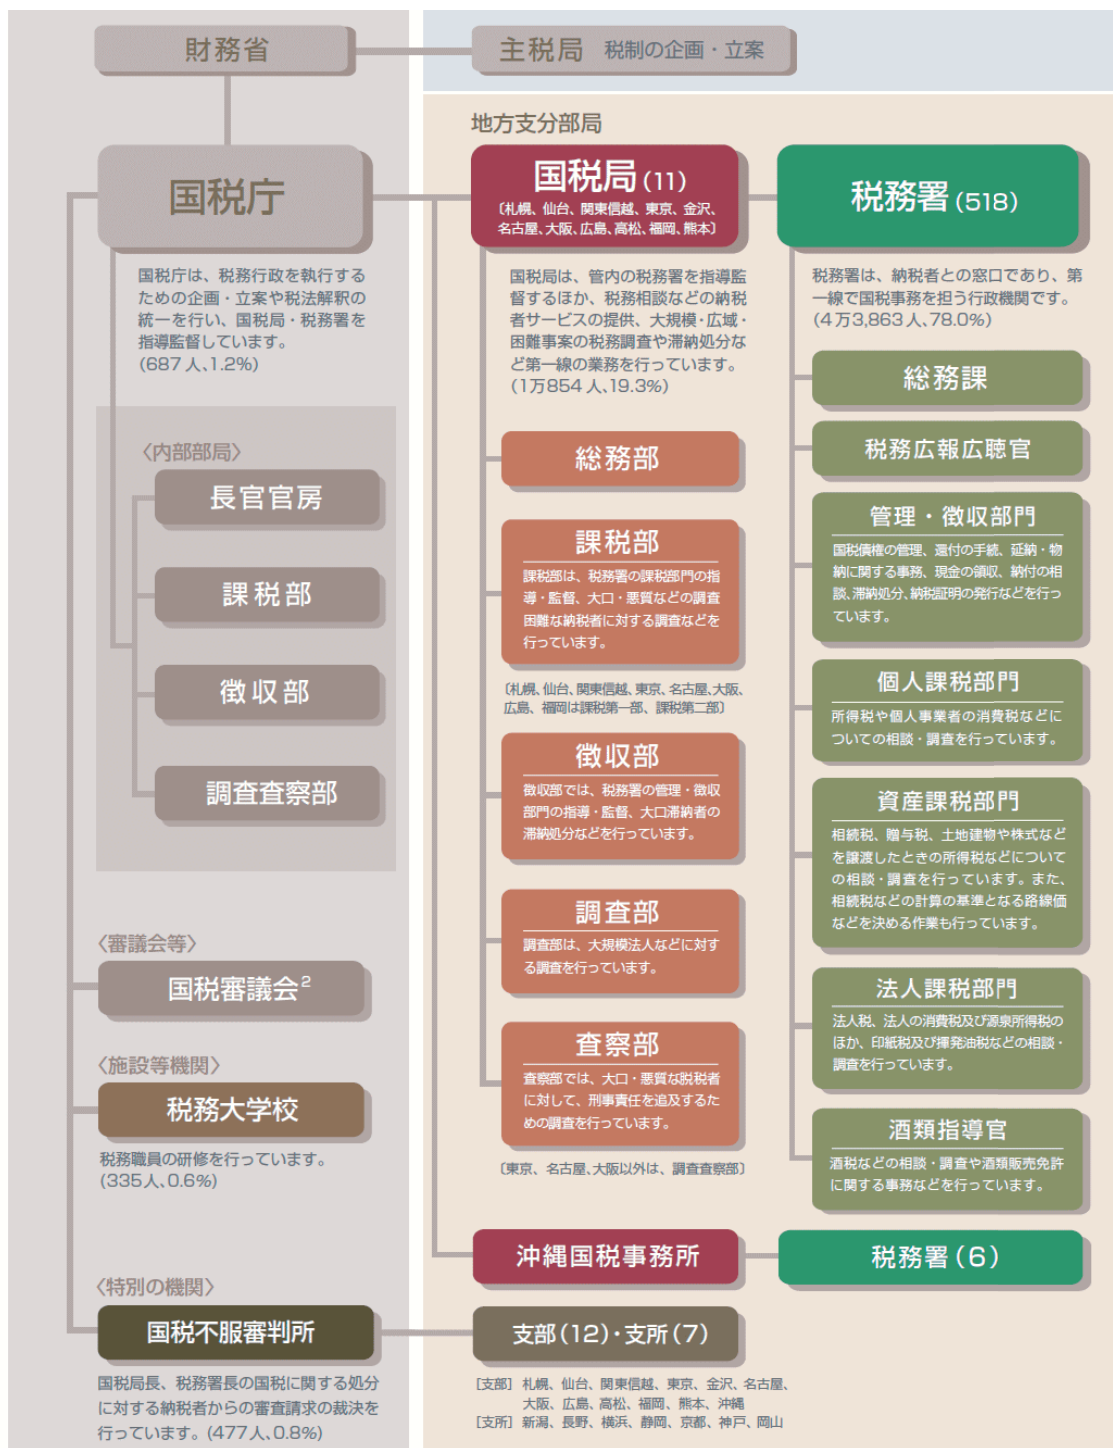 財務省
主税局 税制の企画・立案
国税庁
国税庁は、税務行政を執行する
ための企画・立案や税法解釈の
統一を行い、国税局・税務署を
指導監督しています。
(687人、1.2%)
〈内部部局〉
長官官房
課税部
徴収部
調査査察部
〈審議会等〉
国税審議会2
〈施設等機関〉
税務大学校
税務職員の研修を行っています。
(335人、0.6%)
〈特別の機関〉
国税不服審判所
国税局長、税務署長の国税に関する処分
に対する納税者からの審査請求の裁決を
行っています。(477人、0.8%)
地方支分部局
国税局(11)
〔札幌、仙台、関東信越、東京、金沢、
名古屋、大阪、広島、高松、福岡、熊本〕
国税局は、管内の税務署を指導監
督するほか、税務相談などの納税
者サービスの提供、大規模・広域・
困難事案の税務調査や滞納処分な
ど第一線の業務を行っています。
(1万854人、19.3%)
総務部
課税部
課税部は、税務署の課税部門の指
導・監督、大口・悪質などの調査
困難な納税者に対する調査などを
行っています。
〔札幌、仙台、関東信越、東京、名古屋、大阪、
広島、福岡は課税第一部、課税第二部〕
徴収部
徴収部では、税務署の管理・徴収
部門の指導・監督、大口滞納者の
滞納処分などを行っています。
調査部
調査部は、大規模法人などに対す
る調査を行っています。
査察部
査察部では、大口・悪質な脱税者
に対して、刑事責任を追及するた
めの調査を行っています。
〔東京、名古屋、大阪以外は、調査査察部〕
沖縄国税事務所
支部(12)・支所(7)
[支部] 札幌、仙台、関東信越、東京、金沢、名古屋、
大阪、広島、高松、福岡、熊本、沖縄
[支所] 新潟、長野、横浜、静岡、京都、神戸、岡山
税務署(518)
税務署は、納税者との窓口であり、第
一線で国税事務を担う行政機関です。
(4万3,863人、78.0%)
総務課
税務広報広聴官
管理・徴収部門
国税債権の管理、還付の手続、延納・物
納に関する事務、現金の領収、納付の相
談、滞納処分、納税証明の発行などを行っ
ています。
個人課税部門
所得税や個人事業者の消費税などに
ついての相談・調査を行っています。
資産課税部門
相続税、贈与税、土地建物や株式など
を譲渡したときの所得税などについて
の相談・調査を行っています。また、
相続税などの計算の基準となる路線価
などを決める作業も行っています。
法人課税部門
法人税、法人の消費税及び源泉所得税の
ほか、印紙税及び揮発油税などの相談・
調査を行っています。
酒類指導官
酒税などの相談・調査や酒類販売免許
に関する事務などを行っています。
税務署(6)